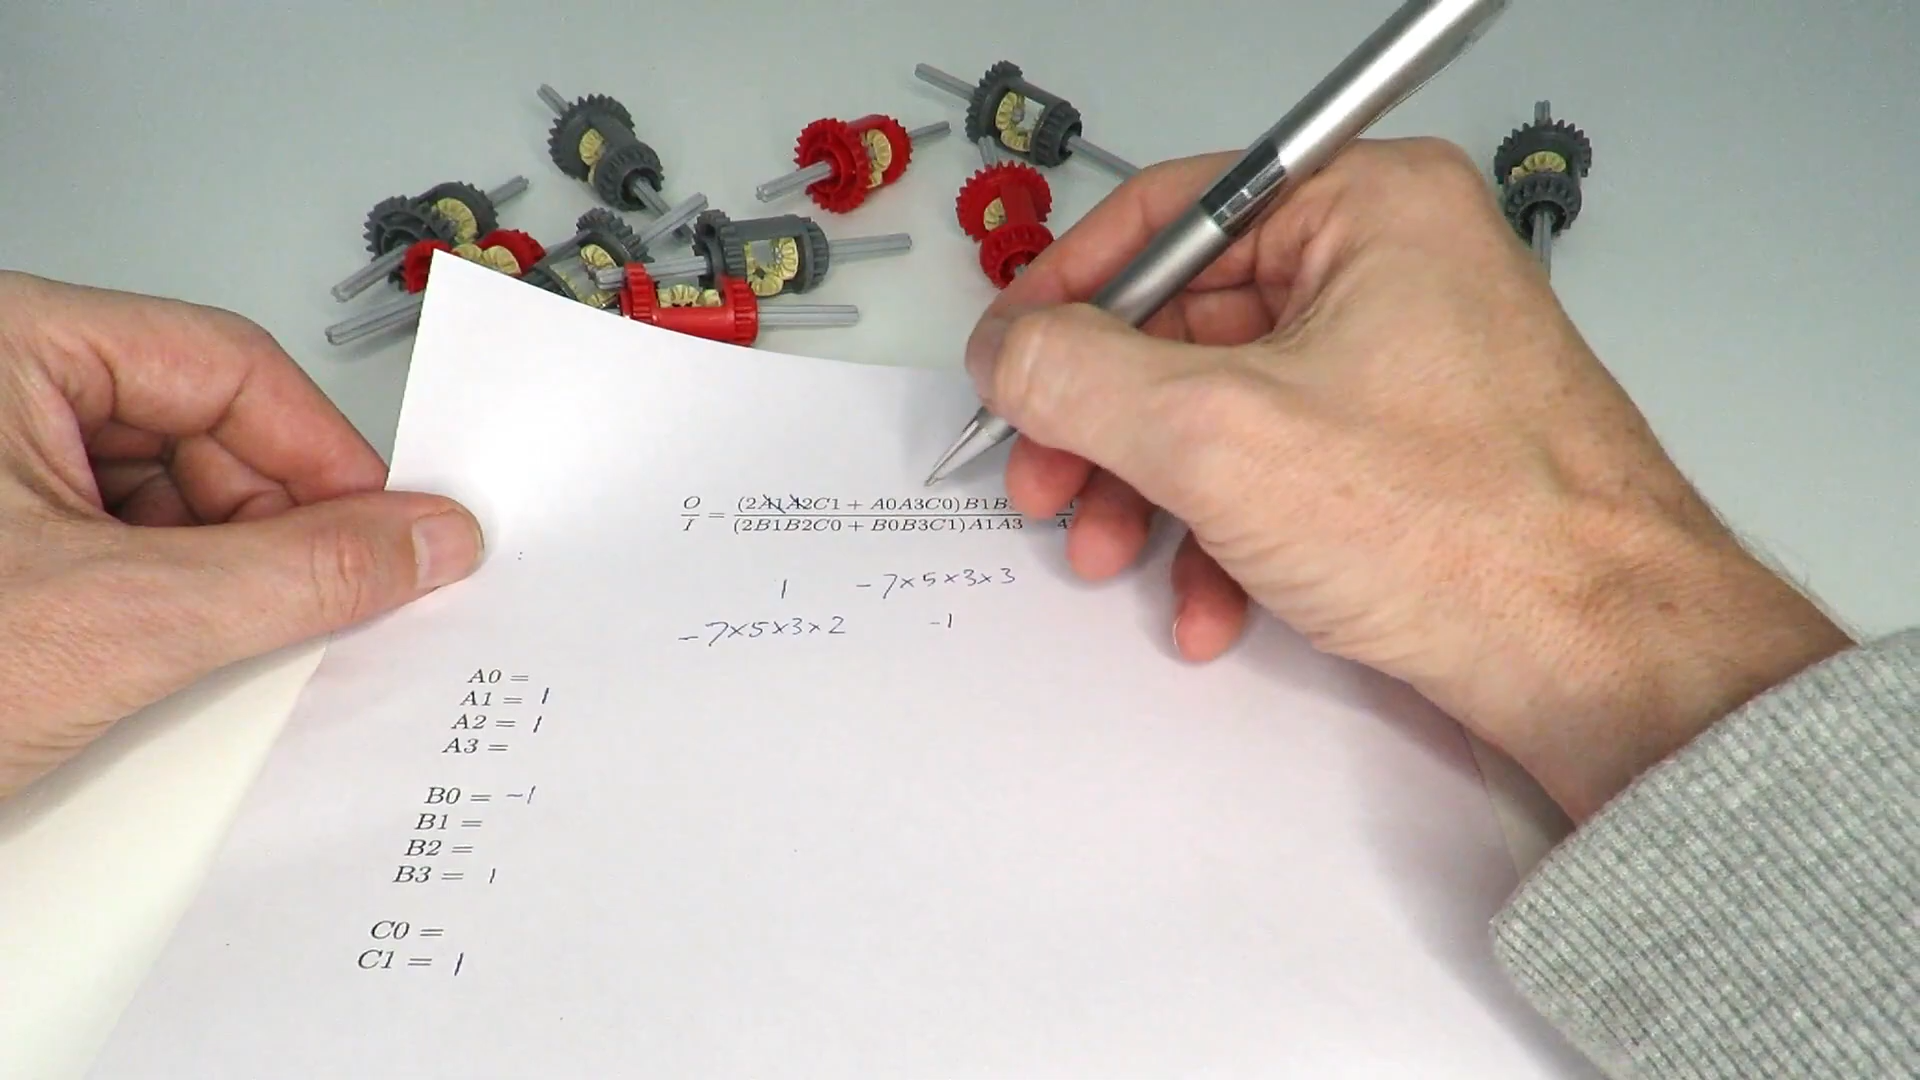 O/I = (2A1A2C1 + A0A3C0)B1B / (2B1B2C0 + B0B3C1)A1A3
1 -7×5×3×3
-7×5×3×2 -1
A0 =
A1 = 1
A2 = 1
A3 =
B0 = -1
B1 =
B2 =
B3 = 1
C0 =
C1 = 1